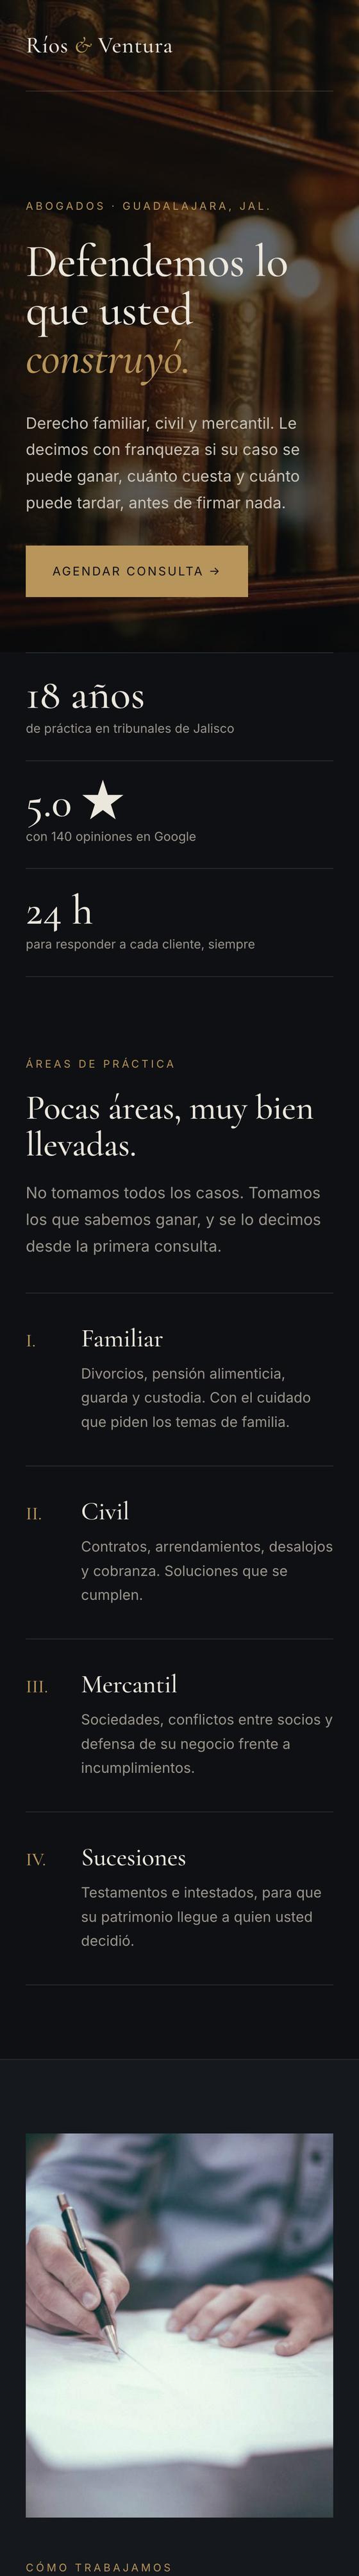 Ríos & Ventura
ABOGADOS · GUADALAJARA, JAL.
Defendemos lo
que usted
construyó.
Derecho familiar, civil y mercantil. Le
decimos con franqueza si su caso se
puede ganar, cuánto cuesta y cuánto
puede tardar, antes de firmar nada.
AGENDAR CONSULTA →
18 años
de práctica en tribunales de Jalisco
5.0 ★
con 140 opiniones en Google
24 h
para responder a cada cliente, siempre
ÁREAS DE PRÁCTICA
Pocas áreas, muy bien
llevadas.
No tomamos todos los casos. Tomamos
los que sabemos ganar, y se lo decimos
desde la primera consulta.
I. Familiar
Divorcios, pensión alimenticia,
guarda y custodia. Con el cuidado
que piden los temas de familia.
II. Civil
Contratos, arrendamientos, desalojos
y cobranza. Soluciones que se
cumplen.
III. Mercantil
Sociedades, conflictos entre socios y
defensa de su negocio frente a
incumplimientos.
IV. Sucesiones
Testamentos e intestados, para que
su patrimonio llegue a quien usted
decidió.
CÓMO TRABAJAMOS